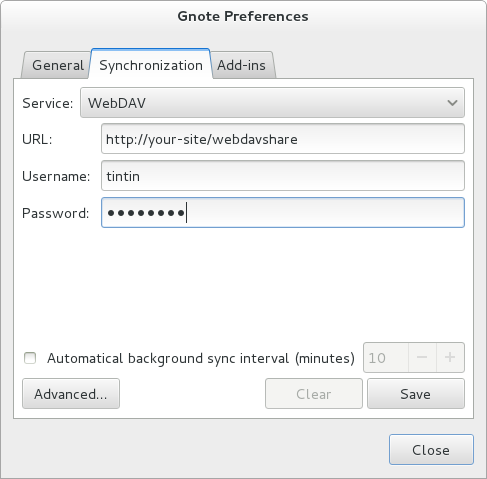 Gnote Preferences
General Synchronization Add-ins
Service: WebDAV
URL: http://your-site/webdavshare
Username: tintin
Password: ••••••••
Automatical background sync interval (minutes) 10 − +
Advanced... Clear Save
Close